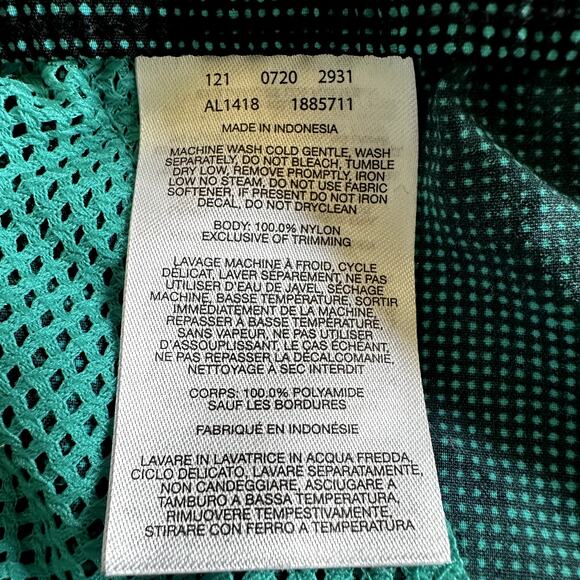 121 0720 2931
AL1418 1885711
MADE IN INDONESIA
MACHINE WASH COLD GENTLE, WASH
SEPARATELY, DO NOT BLEACH, TUMBLE
DRY LOW, REMOVE PROMPTLY, IRON
LOW NO STEAM, DO NOT USE FABRIC
SOFTENER, IF PRESENT DO NOT IRON
DECAL, DO NOT DRYCLEAN
BODY: 100.0% NYLON
EXCLUSIVE OF TRIMMING
LAVAGE MACHINE À FROID, CYCLE
DÉLICAT, LAVER SÉPARÉMENT, NE PAS
UTILISER D'EAU DE JAVEL, SÉCHAGE
MACHINE, BASSE TEMPÉRATURE, SORTIR
IMMÉDIATEMENT DE LA MACHINE,
REPASSER À BASSE TEMPÉRATURE,
SANS VAPEUR, NE PAS UTILISER
D'ASSOUPLISSANT, LE CAS ÉCHÉANT,
NE PAS REPASSER LA DÉCALCOMANIE,
NETTOYAGE A SEC INTERDIT
CORPS: 100.0% POLYAMIDE
SAUF LES BORDURES
FABRIQUÉ EN INDONÉSIE
LAVARE IN LAVATRICE IN ACQUA FREDDA,
CICLO DELICATO, LAVARE SEPARATAMENTE,
NON CANDEGGIARE, ASCIUGARE A
TAMBURO A BASSA TEMPERATURA,
RIMUOVERE TEMPESTIVAMENTE,
STIRARE CON FERRO A TEMPERATURA